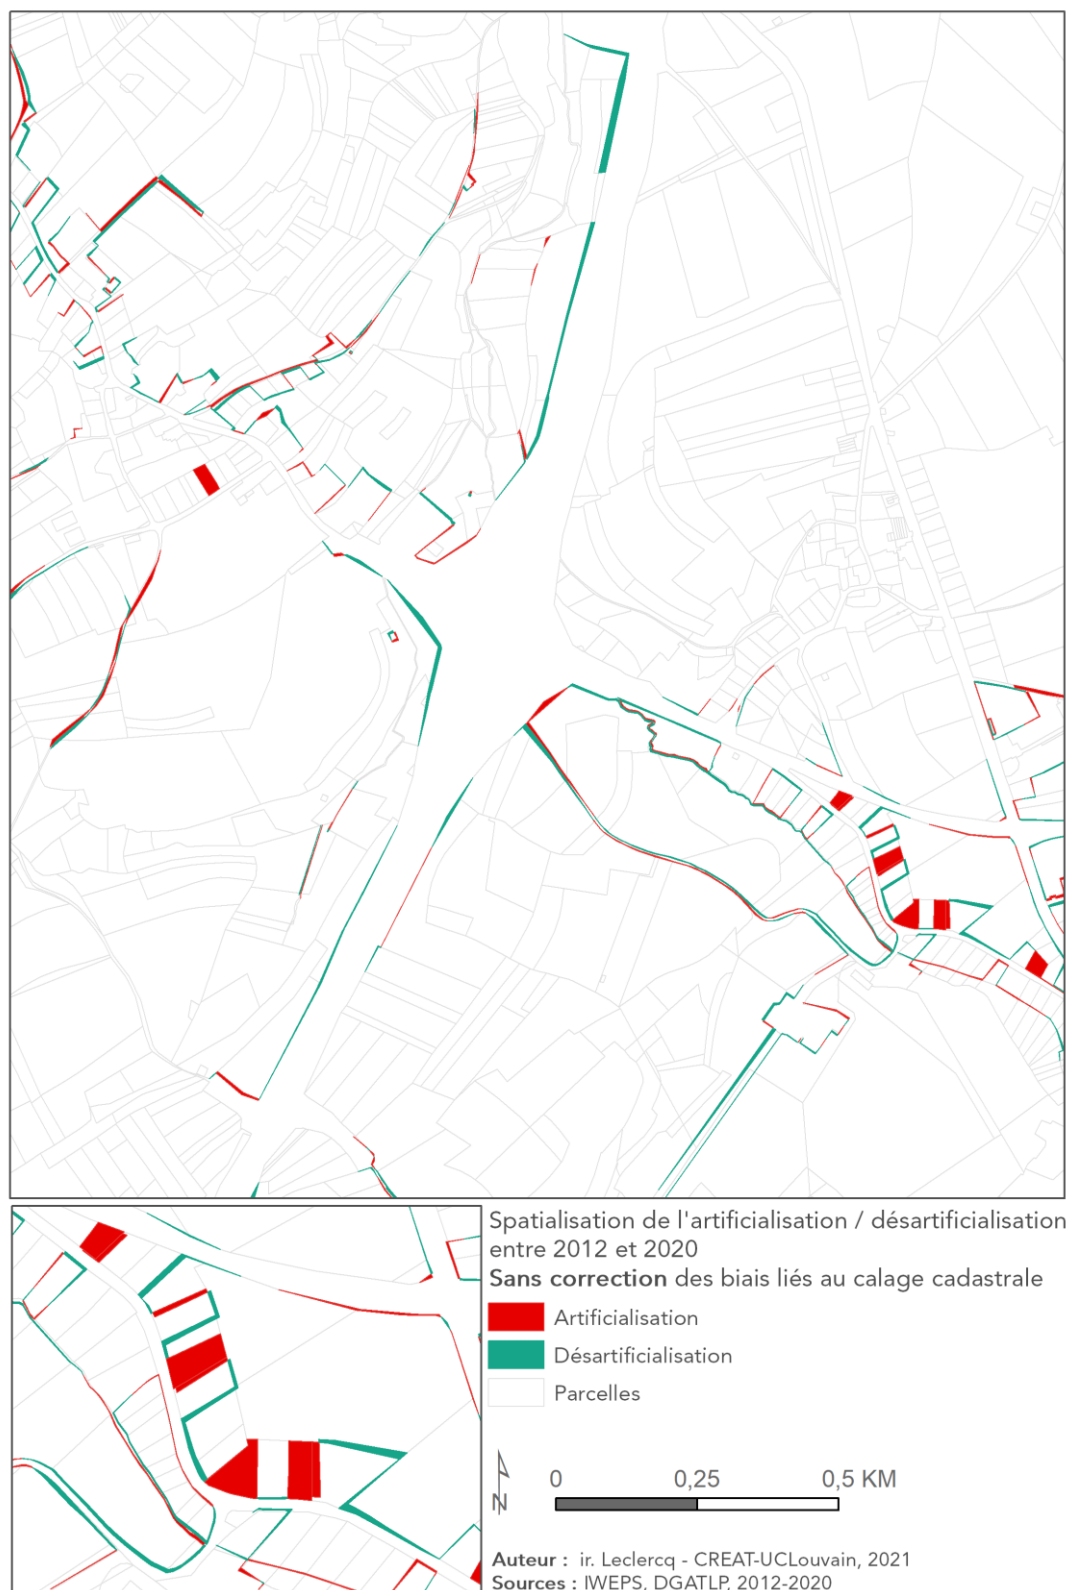 Spatialisation de l'artificialisation / désartificialisation
entre 2012 et 2020
Sans correction des biais liés au calage cadastrale
Artificialisation
Désartificialisation
Parcelles
N
0 0,25 0,5 KM
Auteur : ir. Leclercq - CREAT-UCLouvain, 2021
Sources : IWEPS, DGATLP, 2012-2020